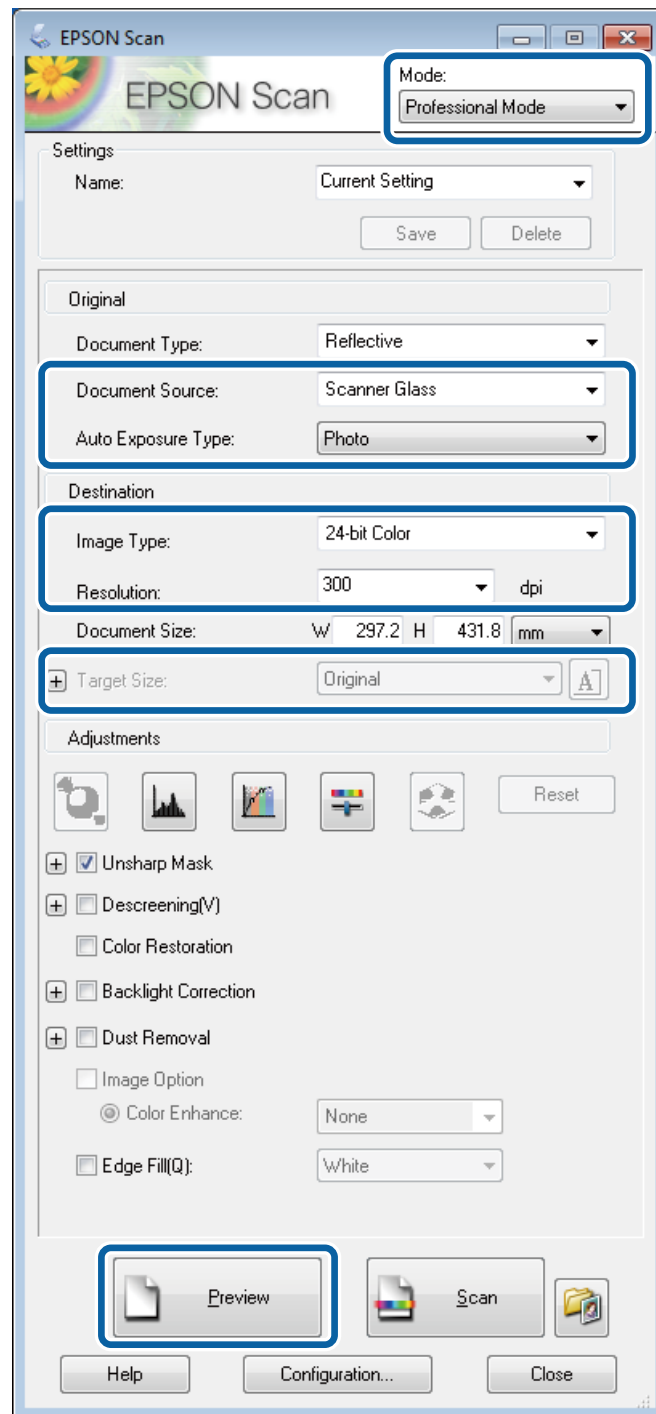 EPSON Scan
EPSON Scan
Mode:
Professional Mode
Settings
Name: Current Setting
Save Delete
Original
Document Type: Reflective
Document Source: Scanner Glass
Auto Exposure Type: Photo
Destination
Image Type: 24-bit Color
Resolution: 300 dpi
Document Size: W 297.2 H 431.8 mm
Target Size: Original A
Adjustments
Reset
Unsharp Mask
Descreening(V)
Color Restoration
Backlight Correction
Dust Removal
Image Option
Color Enhance: None
Edge Fill(Q): White
Preview Scan
Help Configuration... Close